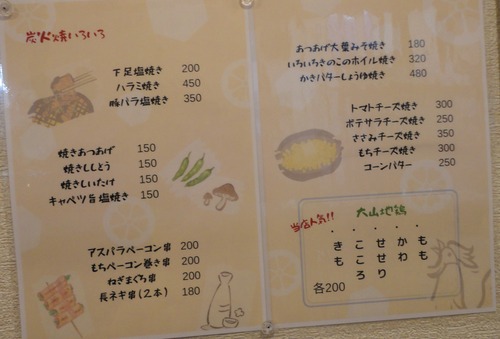 炭火焼いろいろ
下足塩焼き 200
ハラミ焼き 450
豚バラ塩焼き 350
焼きあつあげ 150
焼きししとう 150
焼きしいたけ 150
キャベツ旨塩焼き 150
アスパラベーコン串 200
もちベーコン巻き串 200
ねぎまぐろ串 200
長ネギ串(2本) 180
あつあげ大葉みそ焼き 180
いろいろきのこのホイル焼き 320
かきバターしょうゆ焼き 480
トマトチーズ焼き 300
ポテサラチーズ焼き 250
ささみチーズ焼き 350
もちチーズ焼き 300
コーンバター 250
当店人気!!
大山地鶏
・もも
・かわ
・せせり
・こころ
・きも
各200